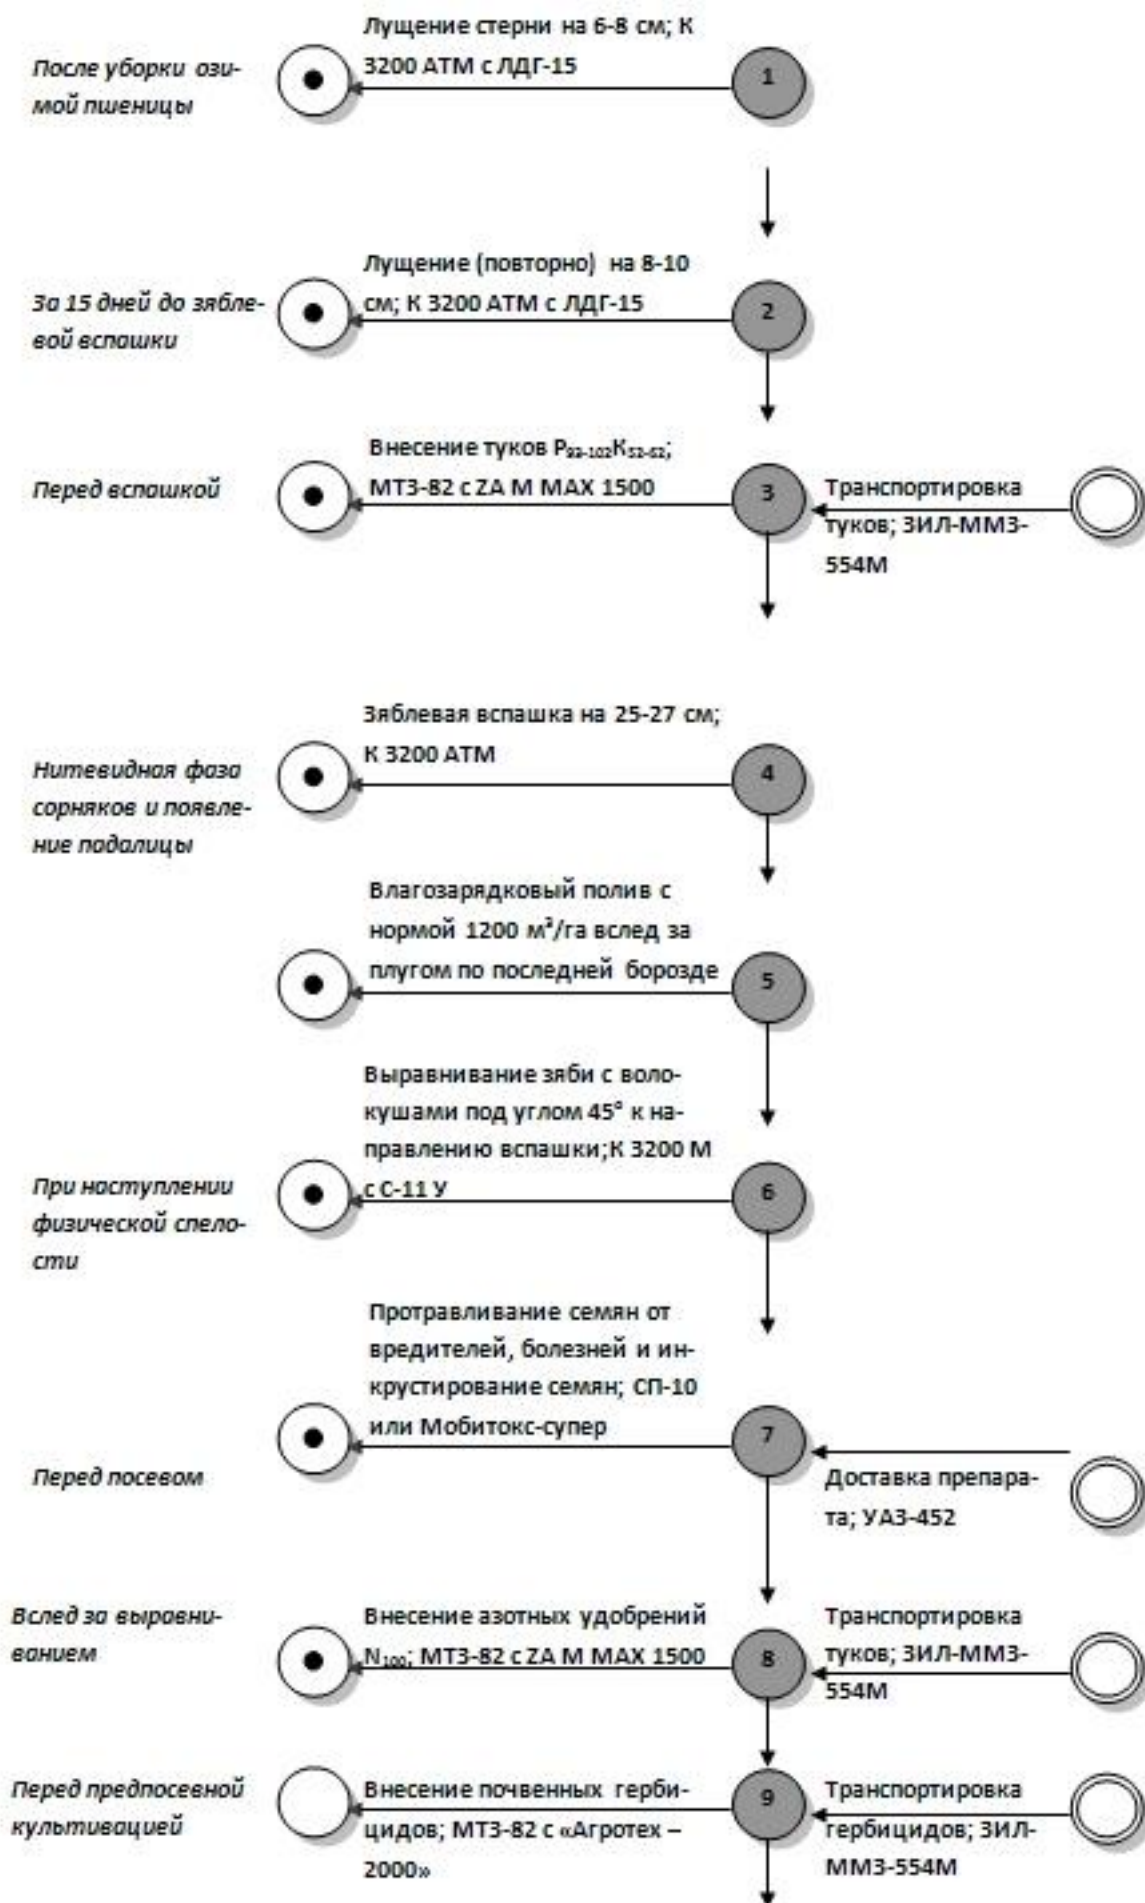 После уборки ози-
мой пшеницы
Лущение стерни на 6-8 см; К
3200 АТМ с ЛДГ-15
1
За 15 дней до зябле-
вой вспашки
Лущение (повторно) на 8-10
см; К 3200 АТМ с ЛДГ-15
2
Перед вспашкой
Внесение туков P₉₃₋₁₀₂K₅₂₋₆₂;
МТЗ-82 с ZA M MAX 1500
3
Транспортировка
туков; ЗИЛ-ММЗ-
554М
Нитевидная фаза
сорняков и появле-
ние падалицы
Зяблевая вспашка на 25-27 см;
К 3200 АТМ
4
Влагозарядковый полив с
нормой 1200 м³/га вслед за
плугом по последней борозде
5
При наступлении
физической спело-
сти
Выравнивание зяби с воло-
кушами под углом 45° к на-
правлению вспашки;К 3200 М
с С-11 У
6
Перед посевом
Протравливание семян от
вредителей, болезней и ин-
крустирование семян; СП-10
или Мобитокс-супер
7
Доставка препара-
та; УАЗ-452
Вслед за выравни-
ванием
Внесение азотных удобрений
N₁₀₀; МТЗ-82 с ZA M MAX 1500
8
Транспортировка
туков; ЗИЛ-ММЗ-
554М
Перед предпосевной
культивацией
Внесение почвенных герби-
цидов; МТЗ-82 с «Агротех –
2000»
9
Транспортировка
гербицидов; ЗИЛ-
ММЗ-554М